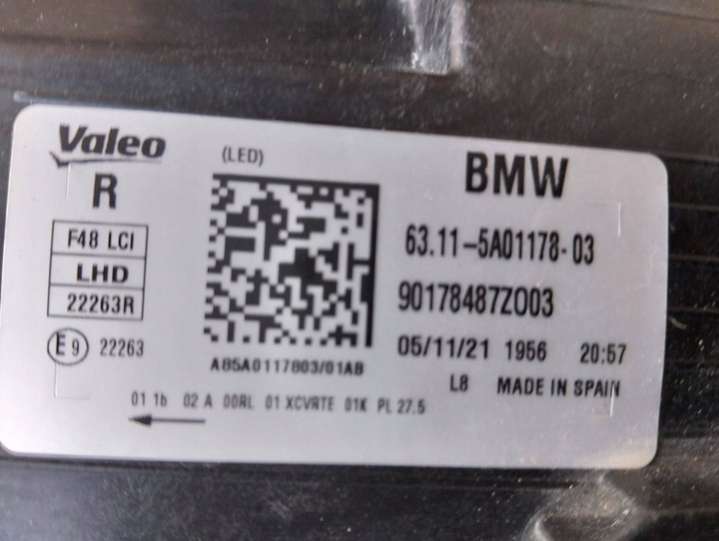 Valeo
(LED)
BMW
R
F48 LCI
LHD
22263R
E9 22263
63.11-5A01178-03
90178487Z003
05/11/21 1956 20:57
A85A0117803/01AB
L8 MADE IN SPAIN
01 1b 02 A 00RL 01 XCVRTE 01K PL 27.5